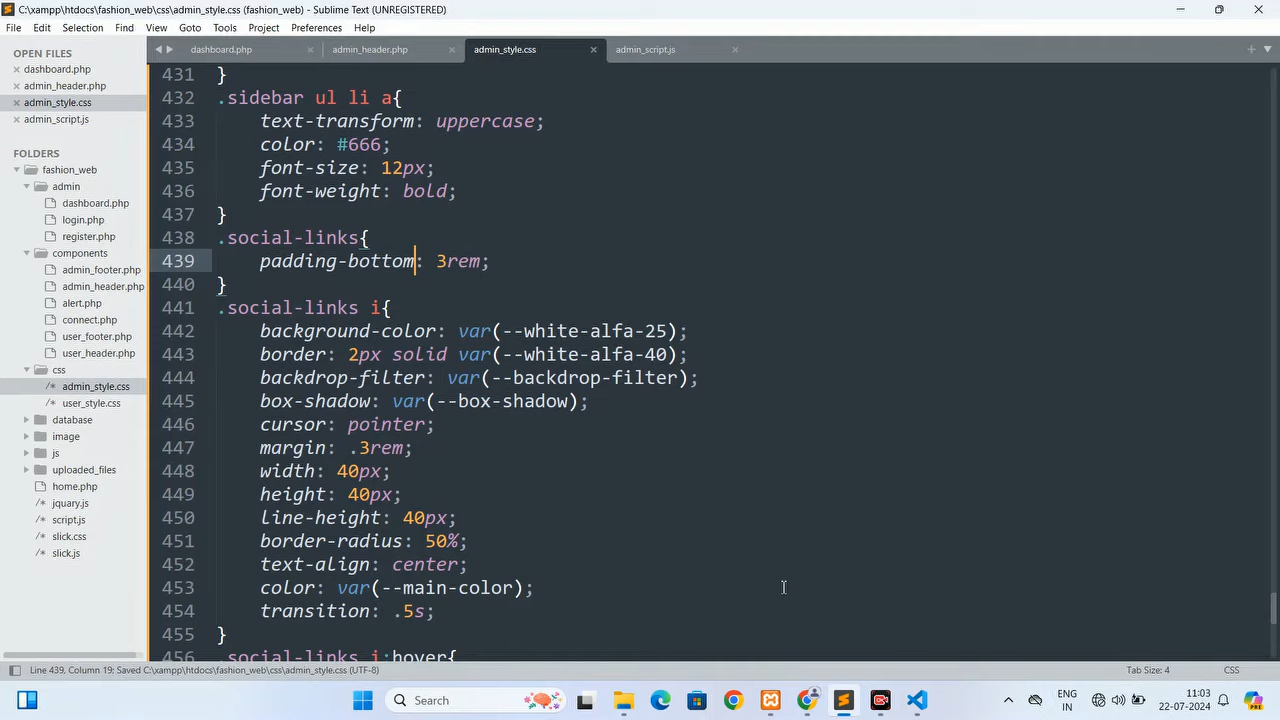 C:\xampp\htdocs\fashion_web\css\admin_style.css (fashion_web) - Sublime Text (UNREGISTERED)
File Edit Selection Find View Goto Tools Project Preferences Help
OPEN FILES
dashboard.php
admin_header.php
admin_style.css
admin_script.js
FOLDERS
fashion_web
admin
dashboard.php
login.php
register.php
components
admin_footer.php
admin_header.php
alert.php
connect.php
user_footer.php
user_header.php
css
/* admin_style.css
/* user_style.css
database
image
js
uploaded_files
home.php
/* jquary.js
/* script.js
/* slick.css
/* slick.js
dashboard.php admin_header.php admin_style.css admin_script.js
431 }
432 .sidebar ul li a{
433 text-transform: uppercase;
434 color: #666;
435 font-size: 12px;
436 font-weight: bold;
437 }
438 .social-links{
439 padding-bottom: 3rem;
440 }
441 .social-links i{
442 background-color: var(--white-alfa-25);
443 border: 2px solid var(--white-alfa-40);
444 backdrop-filter: var(--backdrop-filter);
445 box-shadow: var(--box-shadow);
446 cursor: pointer;
447 margin: .3rem;
448 width: 40px;
449 height: 40px;
450 line-height: 40px;
451 border-radius: 50%;
452 text-align: center;
453 color: var(--main-color);
454 transition: .5s;
455 }
456 .social-links i:hover{
Line 439, Column 19; Saved C:\xampp\htdocs\fashion_web\css\admin_style.css (UTF-8) Tab Size: 4 CSS
Search
ENG
IN
11:03
22-07-2024
PRE